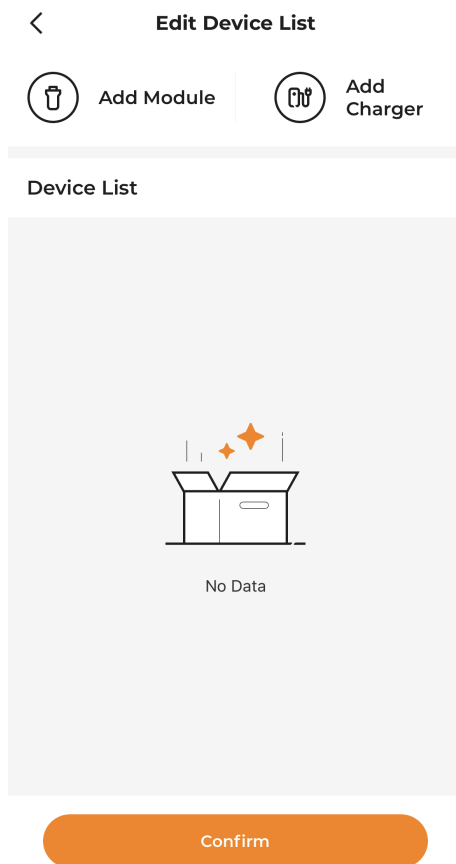 Edit Device List
Add Module
Add
Charger
Device List
No Data
Confirm